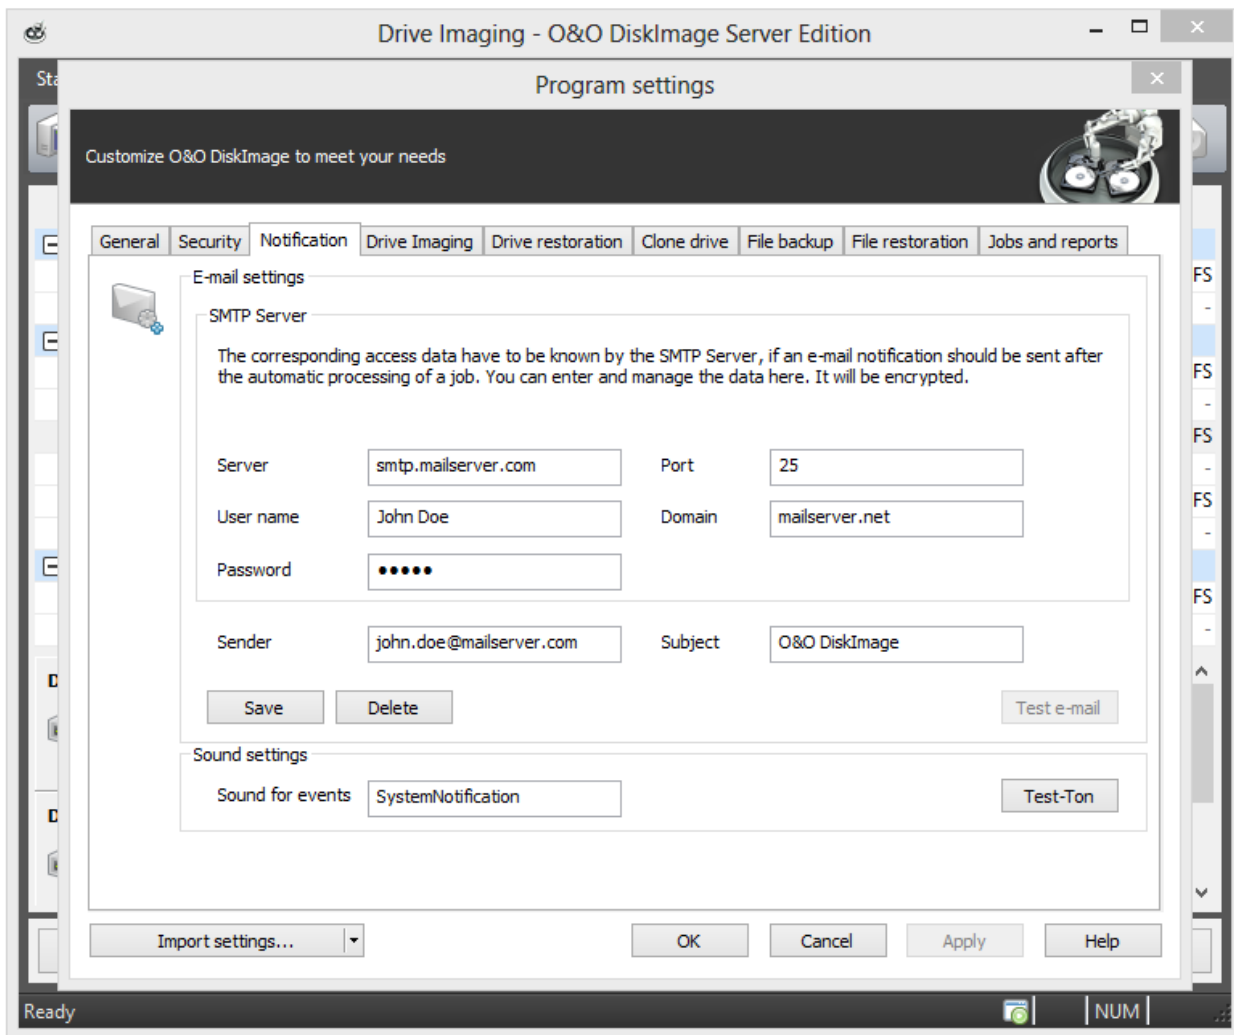 Drive Imaging - O&O DiskImage Server Edition
Program settings
Customize O&O DiskImage to meet your needs
General Security Notification Drive Imaging Drive restoration Clone drive File backup File restoration Jobs and reports
E-mail settings
SMTP Server
The corresponding access data have to be known by the SMTP Server, if an e-mail notification should be sent after
the automatic processing of a job. You can enter and manage the data here. It will be encrypted.
Server smtp.mailserver.com Port 25
User name John Doe Domain mailserver.net
Password •••••
Sender john.doe@mailserver.com Subject O&O DiskImage
Save Delete Test e-mail
Sound settings
Sound for events SystemNotification Test-Ton
Import settings... OK Cancel Apply Help
Ready NUM